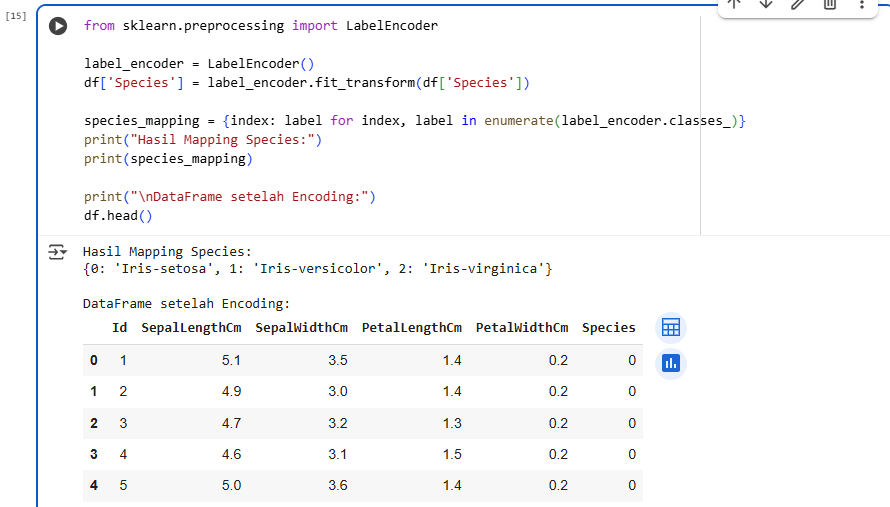 [15]
from sklearn.preprocessing import LabelEncoder
label_encoder = LabelEncoder()
df['Species'] = label_encoder.fit_transform(df['Species'])
species_mapping = {index: label for index, label in enumerate(label_encoder.classes_)}
print("Hasil Mapping Species:")
print(species_mapping)
print("\nDataFrame setelah Encoding:")
df.head()
Hasil Mapping Species:
{0: 'Iris-setosa', 1: 'Iris-versicolor', 2: 'Iris-virginica'}
DataFrame setelah Encoding:
Id SepalLengthCm SepalWidthCm PetalLengthCm PetalWidthCm Species
0 1 5.1 3.5 1.4 0.2 0
1 2 4.9 3.0 1.4 0.2 0
2 3 4.7 3.2 1.3 0.2 0
3 4 4.6 3.1 1.5 0.2 0
4 5 5.0 3.6 1.4 0.2 0